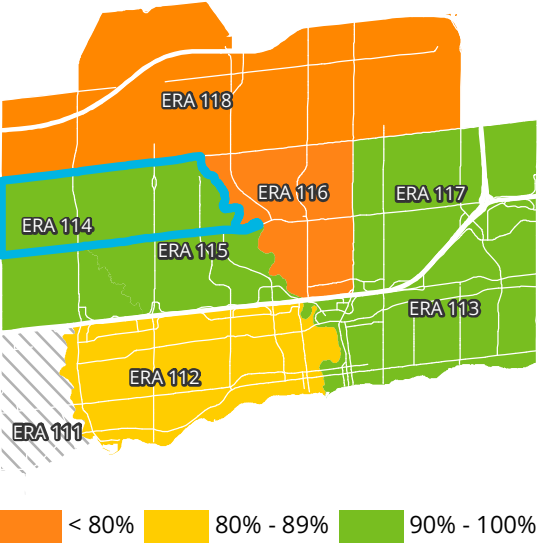 ERA 118
ERA 116
ERA 117
ERA 114
ERA 115
ERA 113
ERA 112
ERA 111
< 80%
80% - 89%
90% - 100%